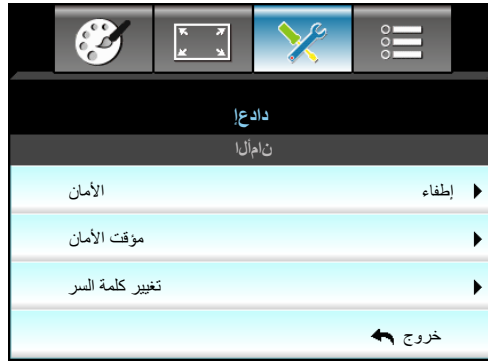 دادعإ
نامألا
الأمان إطفاء
مؤقت الأمان
تغيير كلمة السر
خروج